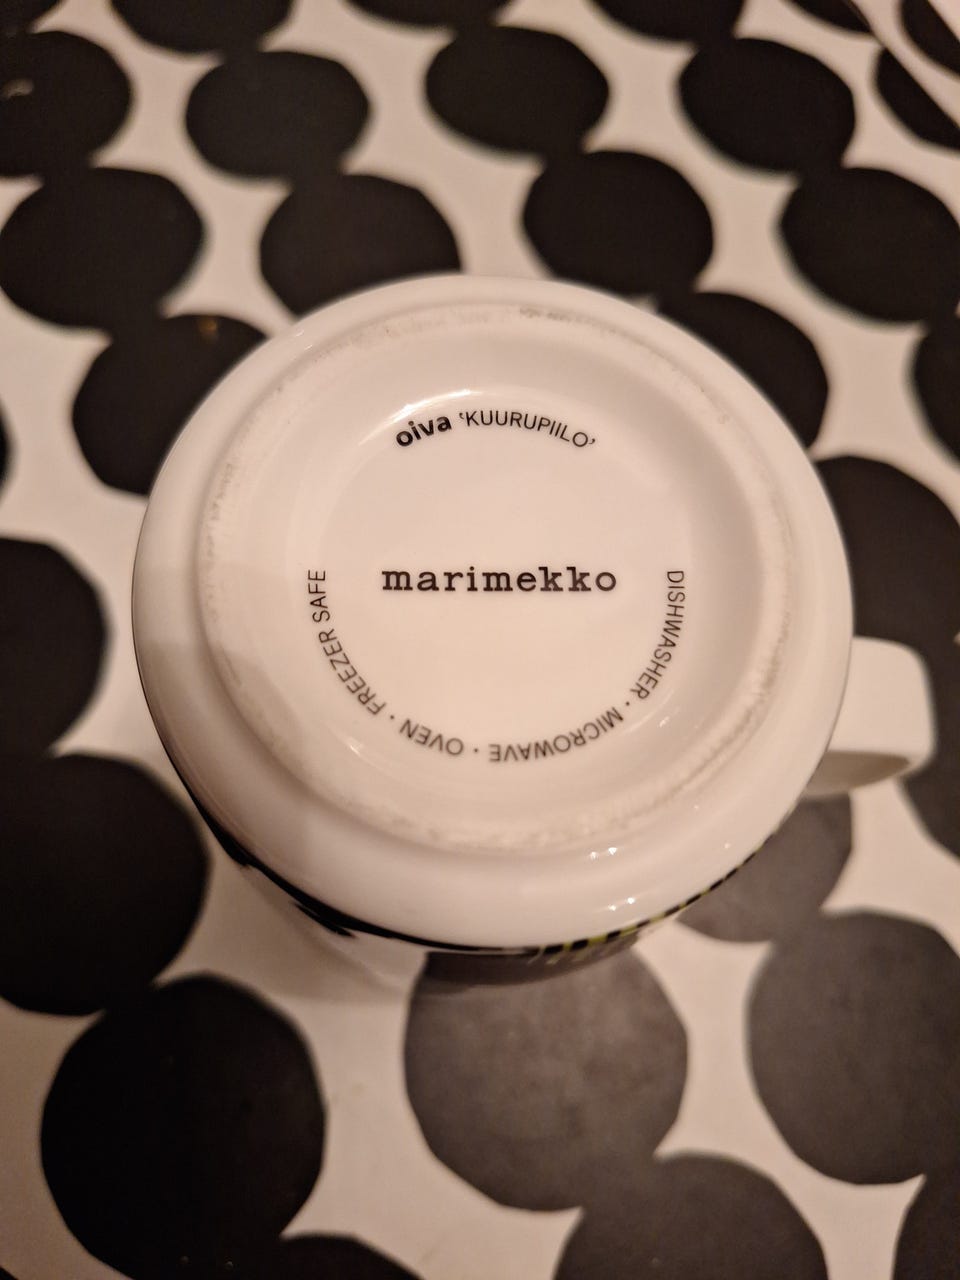 oiva ‘KUURUPIILO’
marimekko
DISHWASHER · MICROWAVE · OVEN · FREEZER SAFE